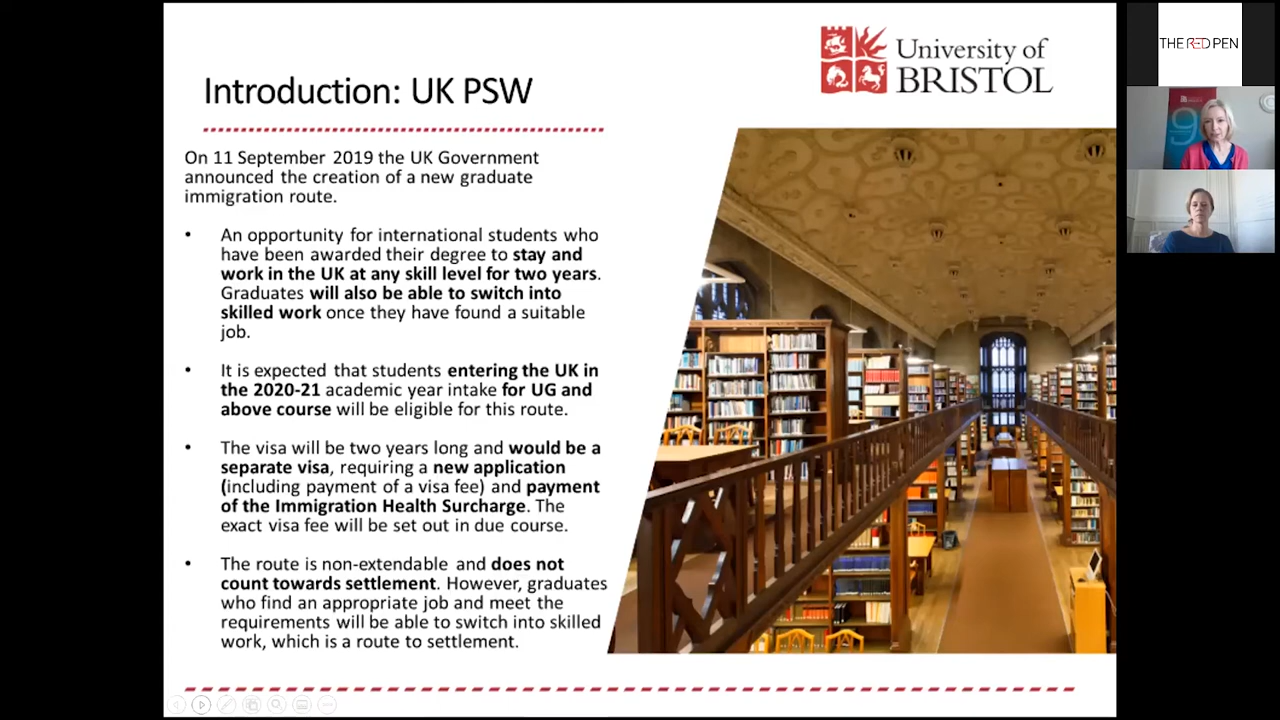 Introduction: UK PSW
University of
BRISTOL
On 11 September 2019 the UK Government
announced the creation of a new graduate
immigration route.
• An opportunity for international students who
have been awarded their degree to stay and
work in the UK at any skill level for two years.
Graduates will also be able to switch into
skilled work once they have found a suitable
job.
• It is expected that students entering the UK in
the 2020-21 academic year intake for UG and
above course will be eligible for this route.
• The visa will be two years long and would be a
separate visa, requiring a new application
(including payment of a visa fee) and payment
of the Immigration Health Surcharge. The
exact visa fee will be set out in due course.
• The route is non-extendable and does not
count towards settlement. However, graduates
who find an appropriate job and meet the
requirements will be able to switch into skilled
work, which is a route to settlement.
THE RED PEN